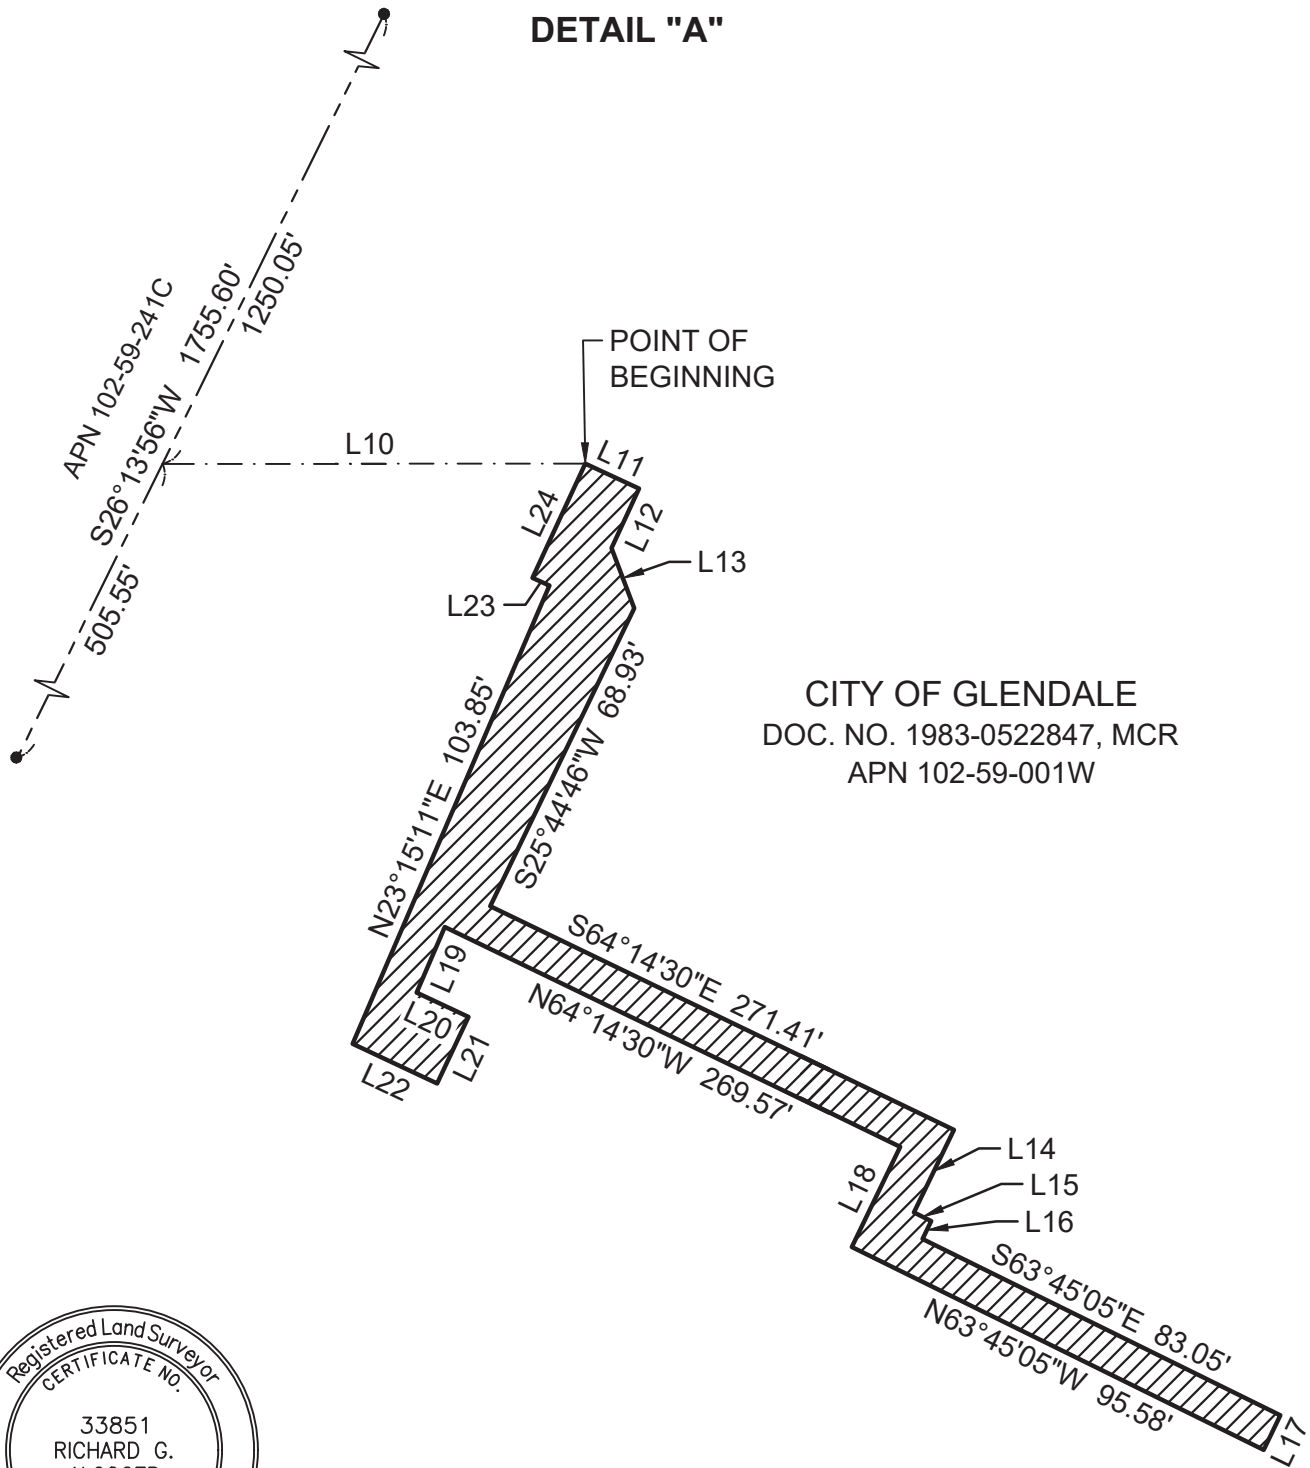 DETAIL "A"
APN 102-59-241C
S26°13'56"W 1755.60'
1250.05'
505.55'
POINT OF
BEGINNING
L10
L11
L12
L24
L13
L23
N23°15'11"E 103.85'
S25°44'46"W 68.93'
CITY OF GLENDALE
DOC. NO. 1983-0522847, MCR
APN 102-59-001W
S64°14'30"E 271.41'
N64°14'30"W 269.57'
L19
L20
L21
L22
L14
L15
L16
L18
S63°45'05"E 83.05'
N63°45'05"W 95.58'
L17
Registered Land Surveyor
CERTIFICATE NO.
33851
RICHARD G.